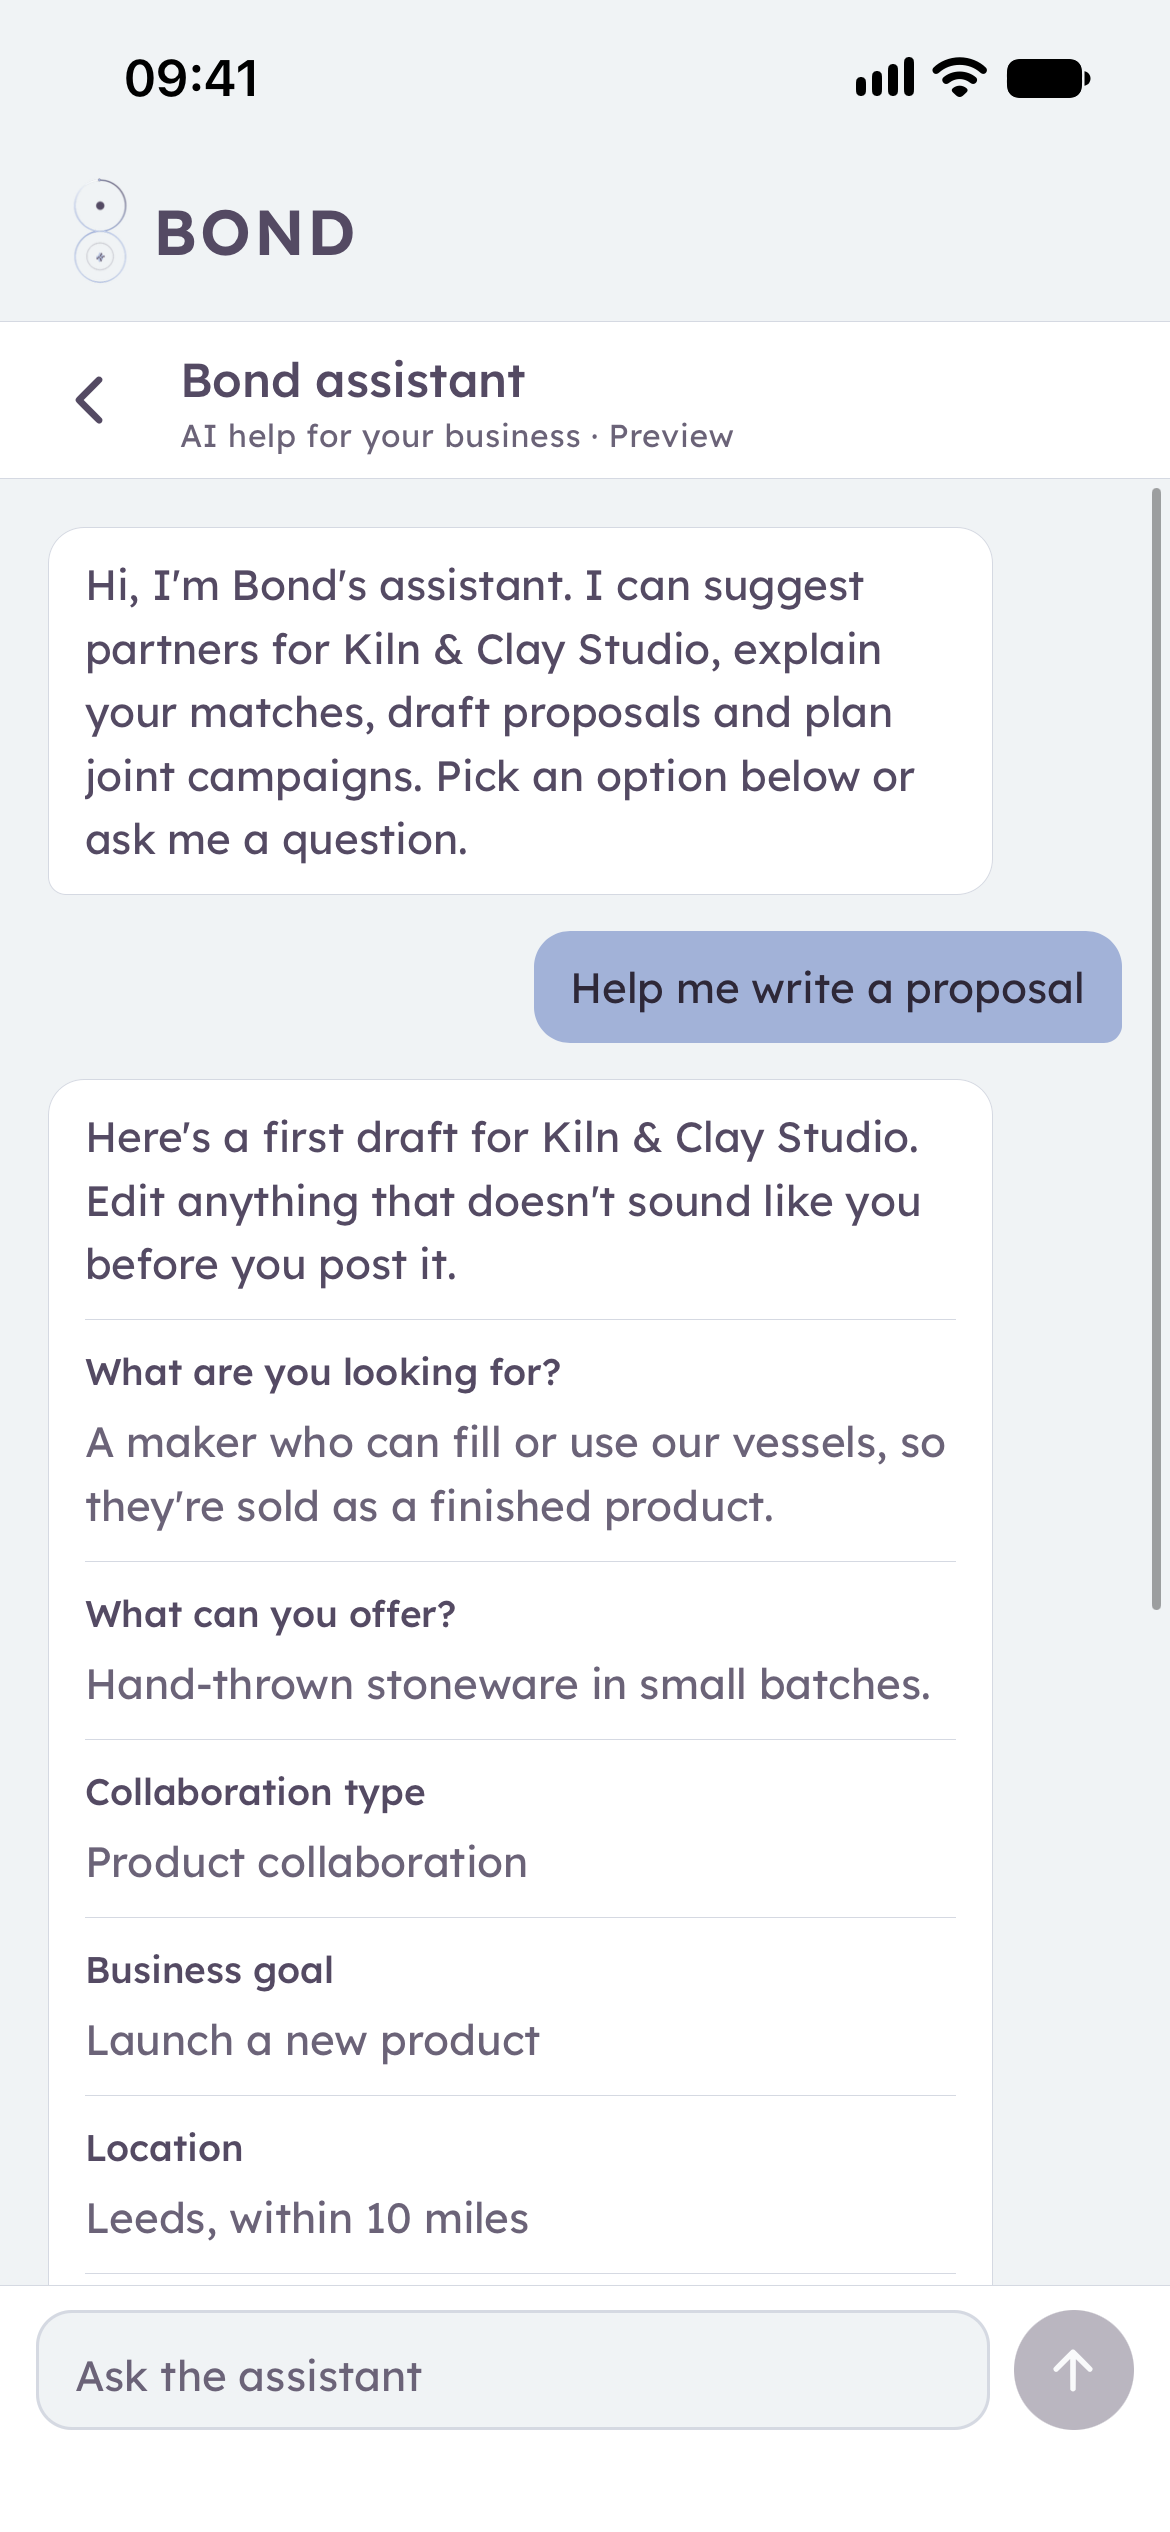 09:41
BOND
Bond assistant
AI help for your business · Preview
Hi, I'm Bond's assistant. I can suggest
partners for Kiln & Clay Studio, explain
your matches, draft proposals and plan
joint campaigns. Pick an option below or
ask me a question.
Help me write a proposal
Here's a first draft for Kiln & Clay Studio.
Edit anything that doesn't sound like you
before you post it.
What are you looking for?
A maker who can fill or use our vessels, so
they're sold as a finished product.
What can you offer?
Hand-thrown stoneware in small batches.
Collaboration type
Product collaboration
Business goal
Launch a new product
Location
Leeds, within 10 miles
Ask the assistant